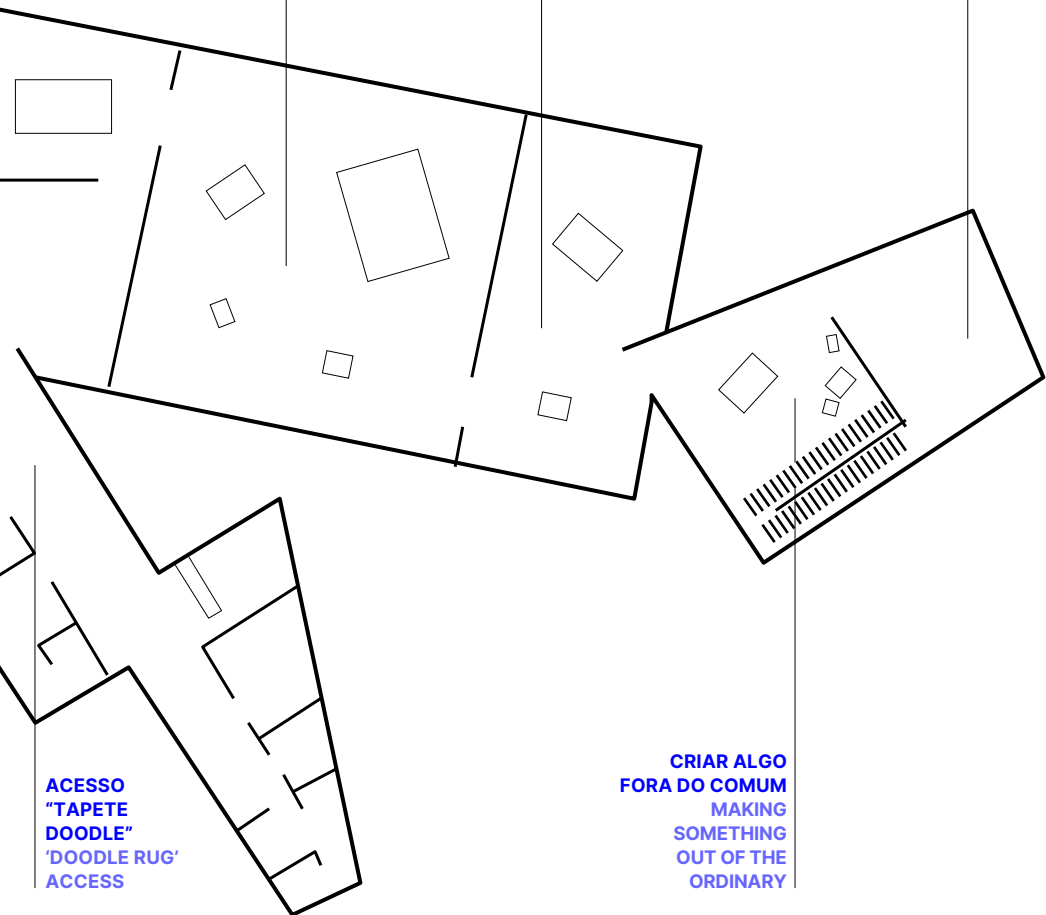 ACESSO
“TAPETE
DOODLE”
‘DOODLE RUG’
ACCESS
CRIAR ALGO
FORA DO COMUM
MAKING
SOMETHING
OUT OF THE
ORDINARY